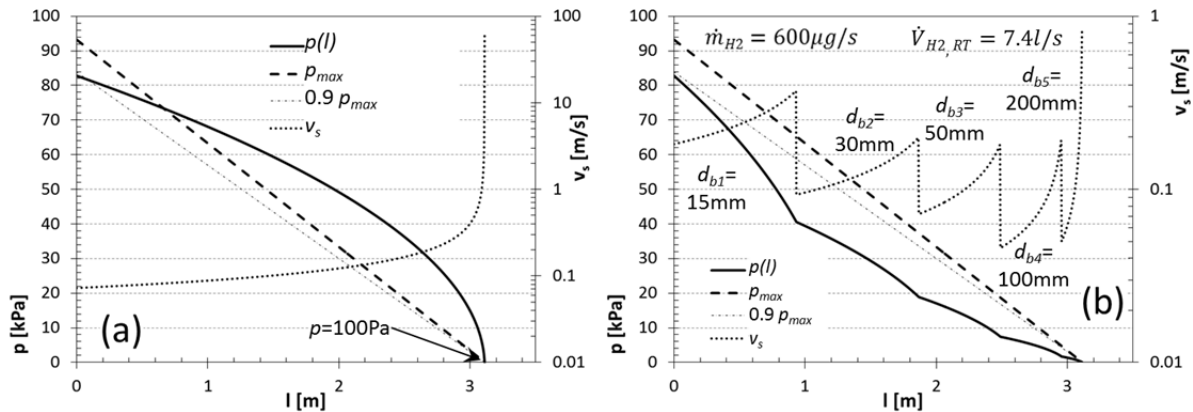 100
90
80
70
60
50
40
30
20
10
0
p [kPa]
0 1 2 3
l [m]
100
10
1
0.1
0.01
v_s [m/s]
p(l)
p_max
0.9 p_max
v_s
(a)
p=100Pa
100
90
80
70
60
50
40
30
20
10
0
p [kPa]
0 1 2 3
l [m]
1
0.1
0.01
v_s [m/s]
ṁ_H2 = 600μg/s V̇_H2, RT = 7.4l/s
d_b5=
200mm
d_b3=
50mm
d_b2=
30mm
d_b1=
15mm
d_b4=
100mm
p(l)
p_max
0.9 p_max
v_s
(b)